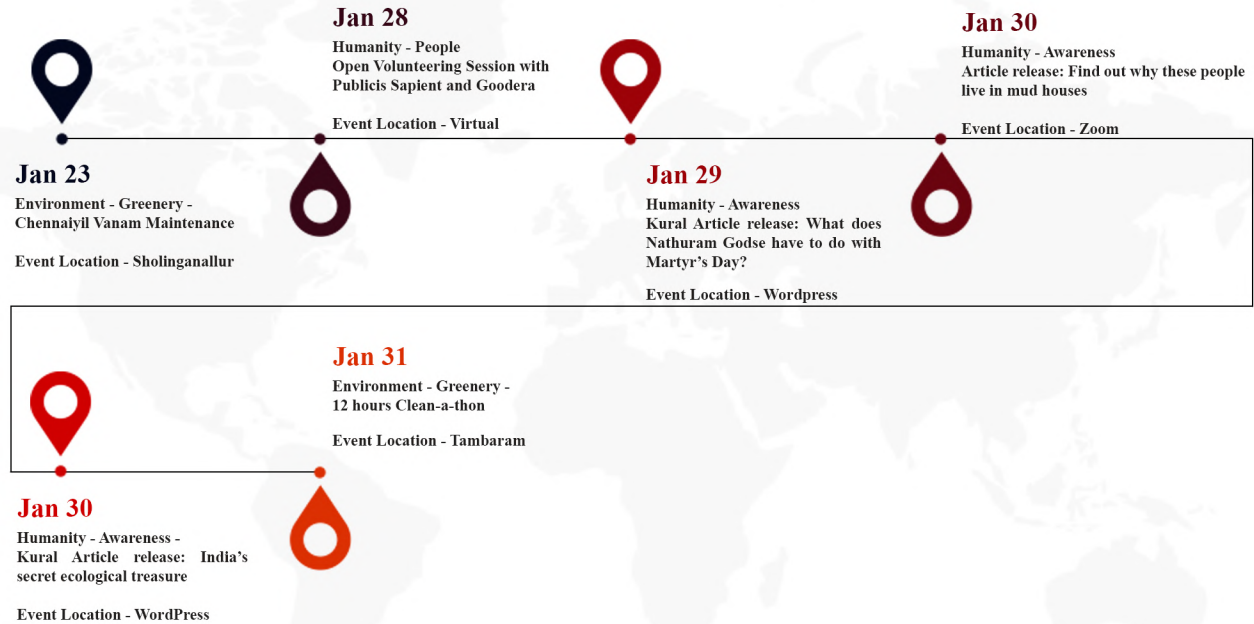 Jan 23
Environment - Greenery -
Chennaiyil Vanam Maintenance
Event Location - Sholinganallur
Jan 28
Humanity - People
Open Volunteering Session with
Publicis Sapient and Goodera
Event Location - Virtual
Jan 29
Humanity - Awareness
Kural Article release: What does
Nathuram Godse have to do with
Martyr's Day?
Event Location - Wordpress
Jan 30
Humanity - Awareness
Article release: Find out why these people
live in mud houses
Event Location - Zoom
Jan 30
Humanity - Awareness -
Kural Article release: India's
secret ecological treasure
Event Location - WordPress
Jan 31
Environment - Greenery -
12 hours Clean-a-thon
Event Location - Tambaram